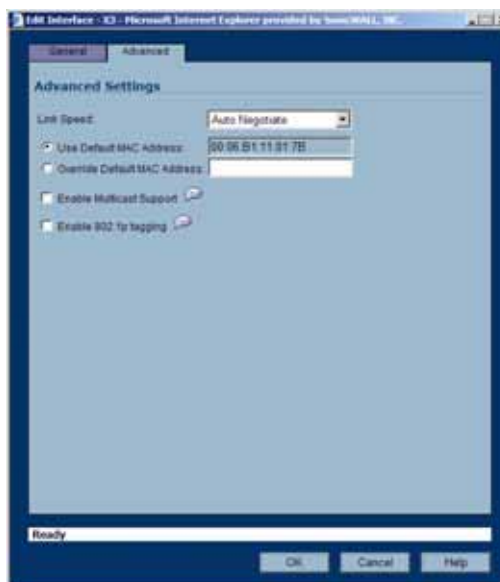 Edit Interface - X3 - Microsoft Internet Explorer provided by SonicWALL, INC.
General Advanced
Advanced Settings
Link Speed: Auto Negotiate
Use Default MAC Address: 00:06:B1:11:01:7B
Override Default MAC Address:
Enable Multicast Support
Enable 802.1p tagging
Ready
OK Cancel Help